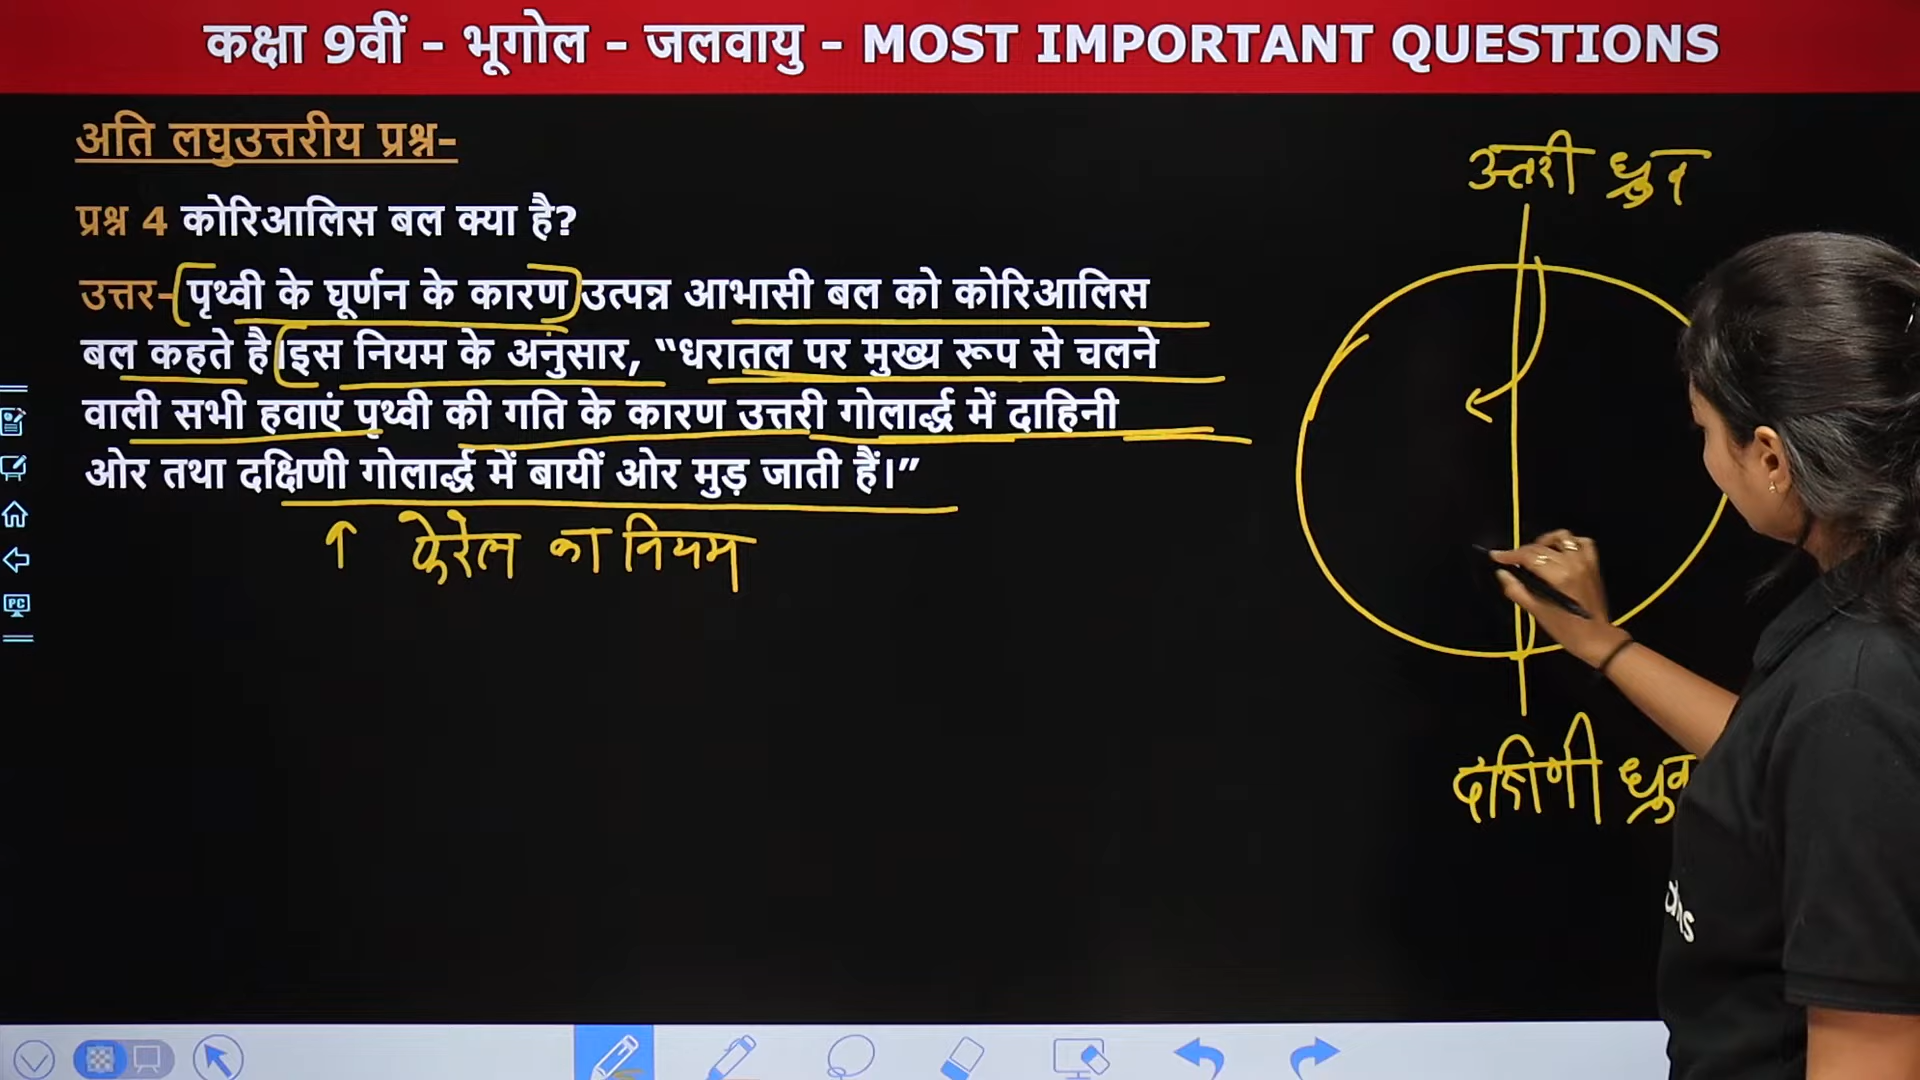 कक्षा 9वीं - भूगोल - जलवायु - MOST IMPORTANT QUESTIONS
अति लघुउत्तरीय प्रश्न-
प्रश्न 4 कोरिआलिस बल क्या है?
उत्तर- पृथ्वी के घूर्णन के कारण उत्पन्न आभासी बल को कोरिआलिस
बल कहते है। इस नियम के अनुसार, “धरातल पर मुख्य रूप से चलने
वाली सभी हवाएं पृथ्वी की गति के कारण उत्तरी गोलार्द्ध में दाहिनी
ओर तथा दक्षिणी गोलार्द्ध में बायीं ओर मुड़ जाती हैं।”
फेरेल का नियम
उत्तरी ध्रुव
दक्षिणी ध्रुव
PC